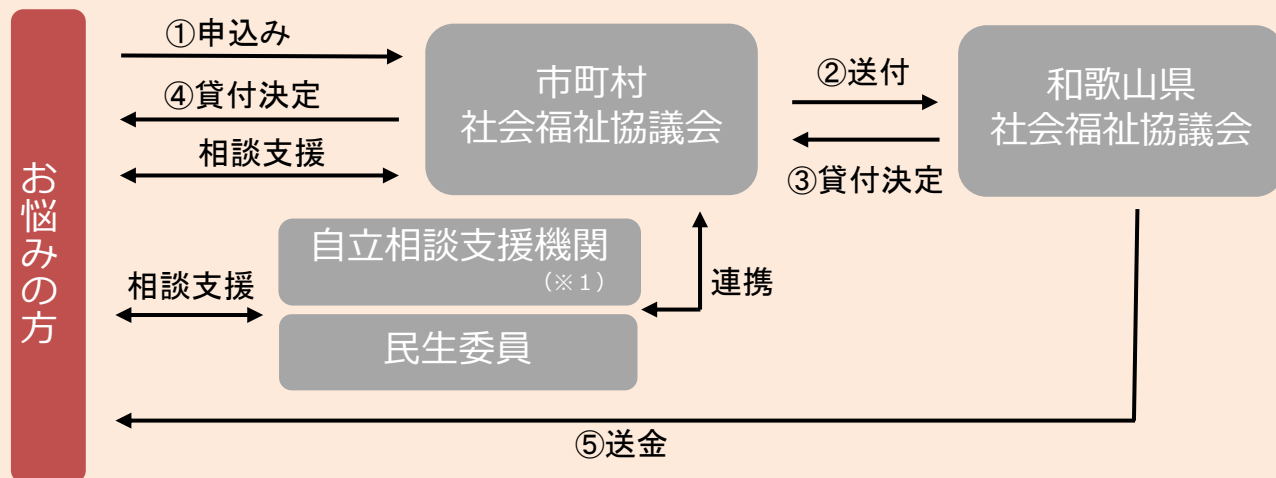 お悩みの方
①申込み
④貸付決定
相談支援
市町村
社会福祉協議会
②送付
③貸付決定
和歌山県
社会福祉協議会
相談支援
自立相談支援機関
(※1)
民生委員
連携
⑤送金